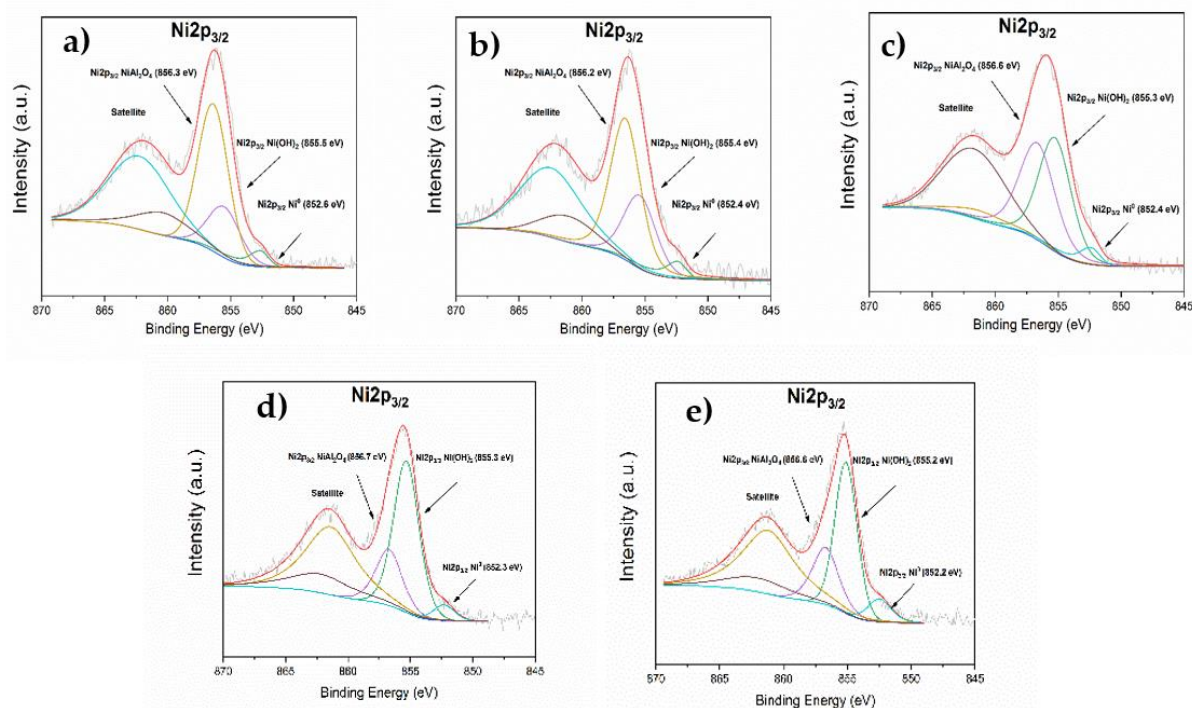 a)
Ni2p3/2
Ni2p3/2 NiAl2O4 (856.3 eV)
Satellite
Ni2p3/2 Ni(OH)2 (855.5 eV)
Ni2p3/2 Ni0 (852.6 eV)
Intensity (a.u.)
870 865 860 855 850 845
Binding Energy (eV)
b)
Ni2p3/2
Ni2p3/2 NiAl2O4 (856.2 eV)
Satellite
Ni2p3/2 Ni(OH)2 (855.4 eV)
Ni2p3/2 Ni0 (852.4 eV)
Intensity (a.u.)
870 865 860 855 850 845
Binding Energy (eV)
c)
Ni2p3/2
Ni2p3/2 NiAl2O4 (856.6 eV)
Satellite
Ni2p3/2 Ni(OH)2 (855.3 eV)
Ni2p3/2 Ni0 (852.4 eV)
Intensity (a.u.)
870 865 860 855 850 845
Binding Energy (eV)
d)
Ni2p3/2
Ni2p3/2 NiAl2O4 (856.7 eV)
Ni2p3/2 Ni(OH)2 (855.3 eV)
Satellite
Ni2p3/2 Ni0 (852.3 eV)
Intensity (a.u.)
870 865 860 855 850 845
Binding Energy (eV)
e)
Ni2p3/2
Ni2p3/2 NiAl2O4 (856.6 eV)
Ni2p3/2 Ni(OH)2 (855.2 eV)
Satellite
Ni2p3/2 Ni0 (852.2 eV)
Intensity (a.u.)
870 865 860 855 850 845
Binding Energy (eV)